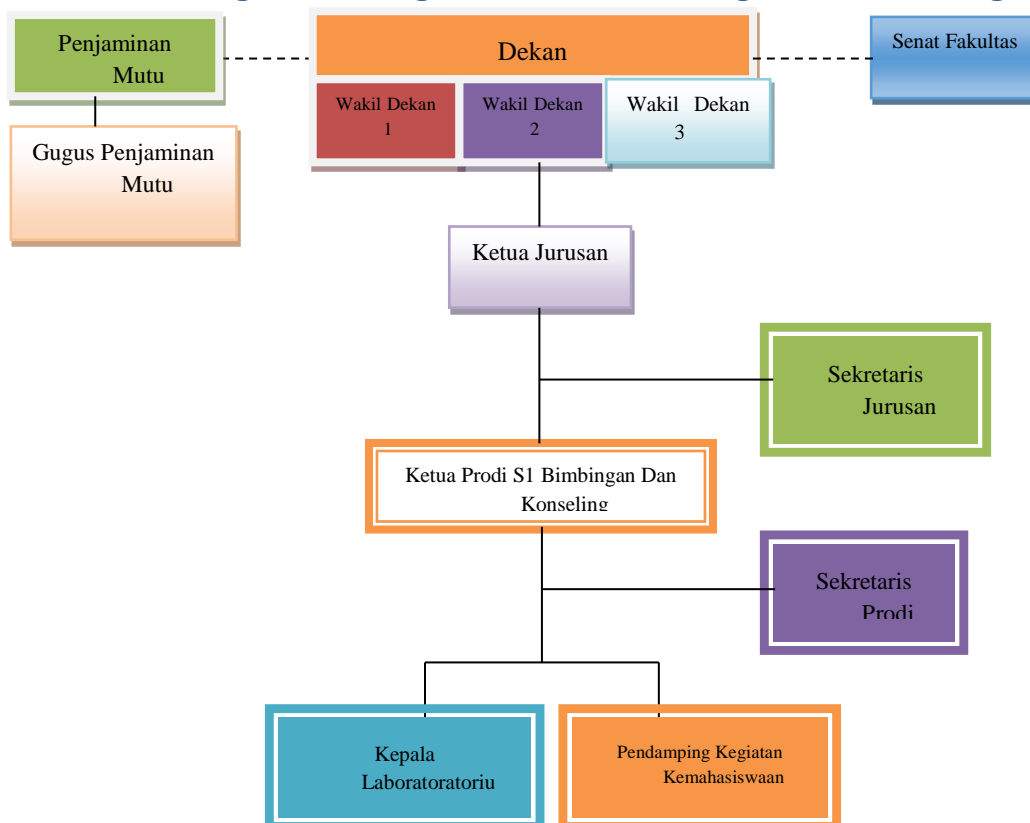 Penjaminan
Mutu
Dekan
Senat Fakultas
Wakil Dekan
1
Wakil Dekan
2
Wakil Dekan
3
Gugus Penjaminan
Mutu
Ketua Jurusan
Sekretaris
Jurusan
Ketua Prodi S1 Bimbingan Dan
Konseling
Sekretaris
Prodi
Kepala
Laboratoratoriu
Pendamping Kegiatan
Kemahasiswaan